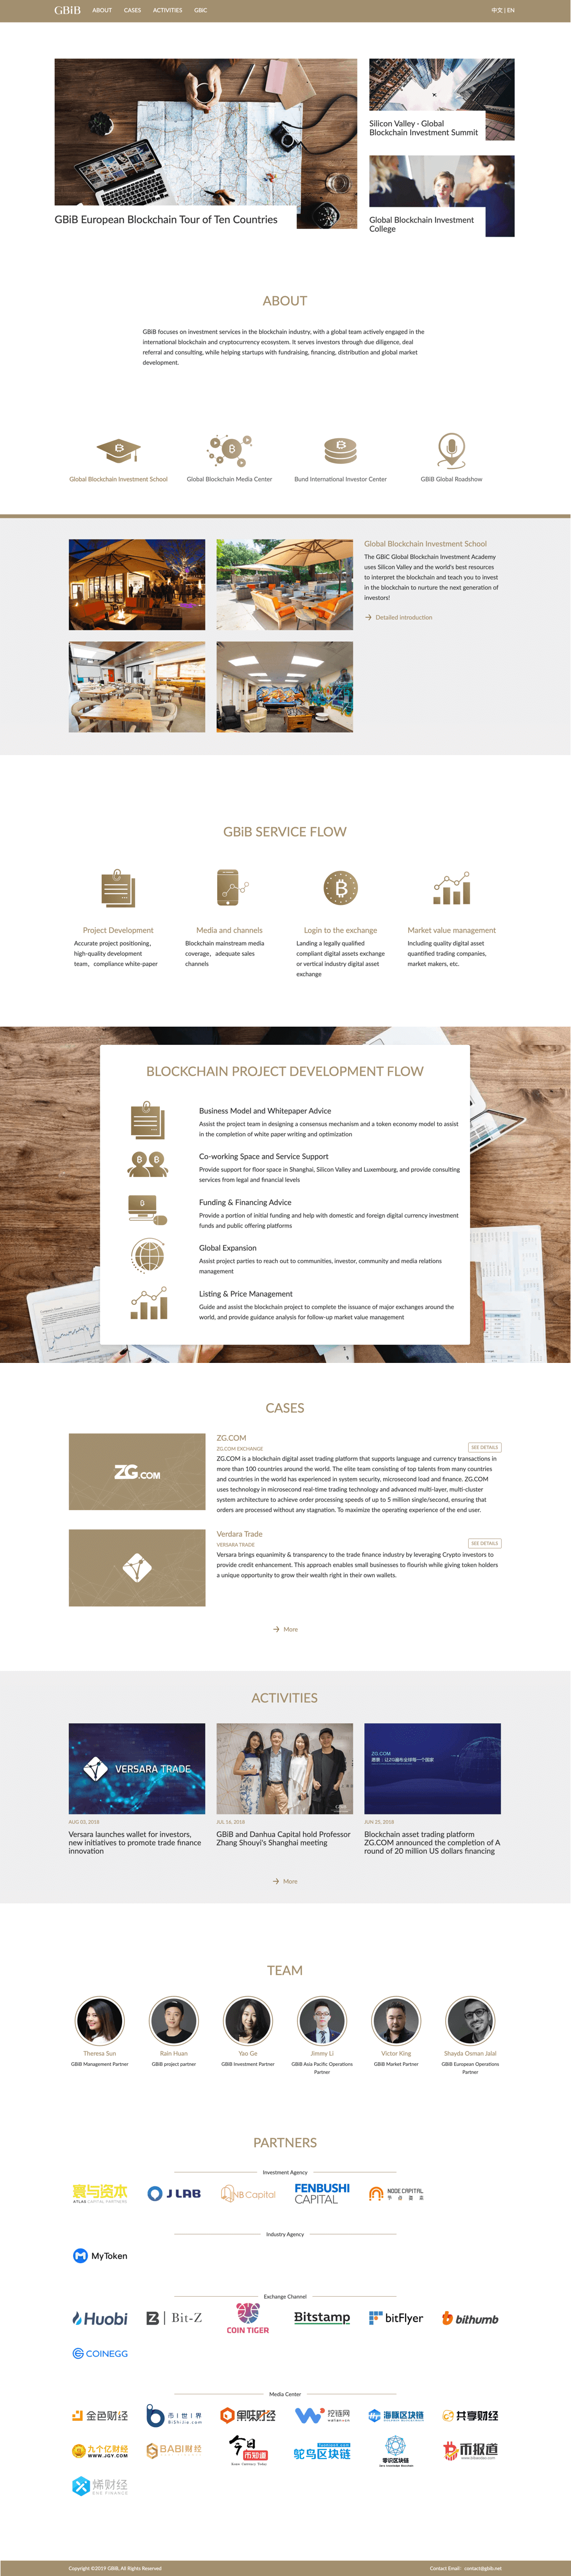 GBiB ABOUT CASES ACTIVITIES GBiC 中文 | EN
GBiB European Blockchain Tour of Ten Countries
Silicon Valley - Global
Blockchain Investment Summit
Global Blockchain Investment
College
ABOUT
GBiB focuses on investment services in the blockchain industry, with a global team actively engaged in the
international blockchain and cryptocurrency ecosystem. It serves investors through due diligence, deal
referral and consulting, while helping startups with fundraising, financing, distribution and global market
development.
Global Blockchain Investment School
Global Blockchain Media Center
Bund International Investor Center
GBiB Global Roadshow
Global Blockchain Investment School
The GBIC Global Blockchain Investment Academy
uses Silicon Valley and the world's best resources
to interpret the blockchain and teach you to invest
in the blockchain to nurture the next generation of
investors!
Detailed introduction
GBiB SERVICE FLOW
Project Development
Accurate project positioning,
high-quality development
team, compliance white-paper
Media and channels
Blockchain mainstream media
coverage, adequate sales
channels
Login to the exchange
Landing a legally qualified
compliant digital assets exchange
or vertical industry digital asset
exchange
Market value management
Including quality digital asset
quantified trading companies,
market makers, etc.
BLOCKCHAIN PROJECT DEVELOPMENT FLOW
Business Model and Whitepaper Advice
Assist the project team in designing a consensus mechanism and a token economy model to assist
in the completion of white paper writing and optimization
Co-working Space and Service Support
Provide support for floor space in Shanghai, Silicon Valley and Luxembourg, and provide consulting
services from legal and financial levels
Funding & Financing Advice
Provide a portion of initial funding and help with domestic and foreign digital currency investment
funds and public offering platforms
Global Expansion
Assist project parties to reach out to communities, investor, community and media relations
management
Listing & Price Management
Guide and assist the blockchain project to complete the issuance of major exchanges around the
world, and provide guidance analysis for follow-up market value management
CASES
ZG.COM
ZG.COM
ZG.COM EXCHANGE
SEE DETAILS
ZG.COM is a blockchain digital asset trading platform that supports language and currency transactions in
more than 100 countries around the world. The elite team consisting of top talents from many countries
and countries in the world has experienced in system security, microsecond load and finance. ZG.COM
uses technology in microsecond real-time trading technology and advanced multi-layer, multi-cluster
system architecture to achieve order processing speeds of up to 5 million single/second, ensuring that
orders are processed without any stagnation. To maximize the operating experience of the end user.
Verdara Trade
VERSARA TRADE
SEE DETAILS
Versara brings equanimity & transparency to the trade finance industry by leveraging Crypto investors to
provide credit enhancement. This approach enables small businesses to flourish while giving token holders
a unique opportunity to grow their wealth right in their own wallets.
More
ACTIVITIES
VERSARA TRADE
AUG 03, 2018
Versara launches wallet for investors,
new initiatives to promote trade finance
innovation
JUL 16, 2018
GBiB and Danhua Capital hold Professor
Zhang Shouyi's Shanghai meeting
ZG.COM
JUN 25, 2018
Blockchain asset trading platform
ZG.COM announced the completion of A
round of 20 million US dollars financing
More
TEAM
Theresa Sun
GBiB Management Partner
Rain Huan
GBiB project partner
Yao Ge
GBiB Investment Partner
Jimmy Li
GBiB Asia Pacific Operations
Partner
Victor King
GBiB Market Partner
Shayda Osman Jalal
GBiB European Operations
Partner
PARTNERS
Investment Agency
寰与资本
ATLAS CAPITAL PARTNERS
J LAB
NB Capital
FENBUSHI
CAPITAL
NODE CAPITAL
节点资本
Industry Agency
MyToken
Exchange Channel
Huobi
Bit-Z
COIN TIGER
Bitstamp
bitFlyer
bithumb
COINEGG
Media Center
金色财经
币世界
Bishijie.com
果味财经
挖链网
海豚区块链
共享财经
九个亿财经
WWW.JGY.COM
BABI财经
今日
币知道
鸵鸟区块链
零识区块链
币报道
烯财经
THE FINANCE
Copyright ©2019 GBiB, All Rights Reserved
Contact Email: contact@gbib.net